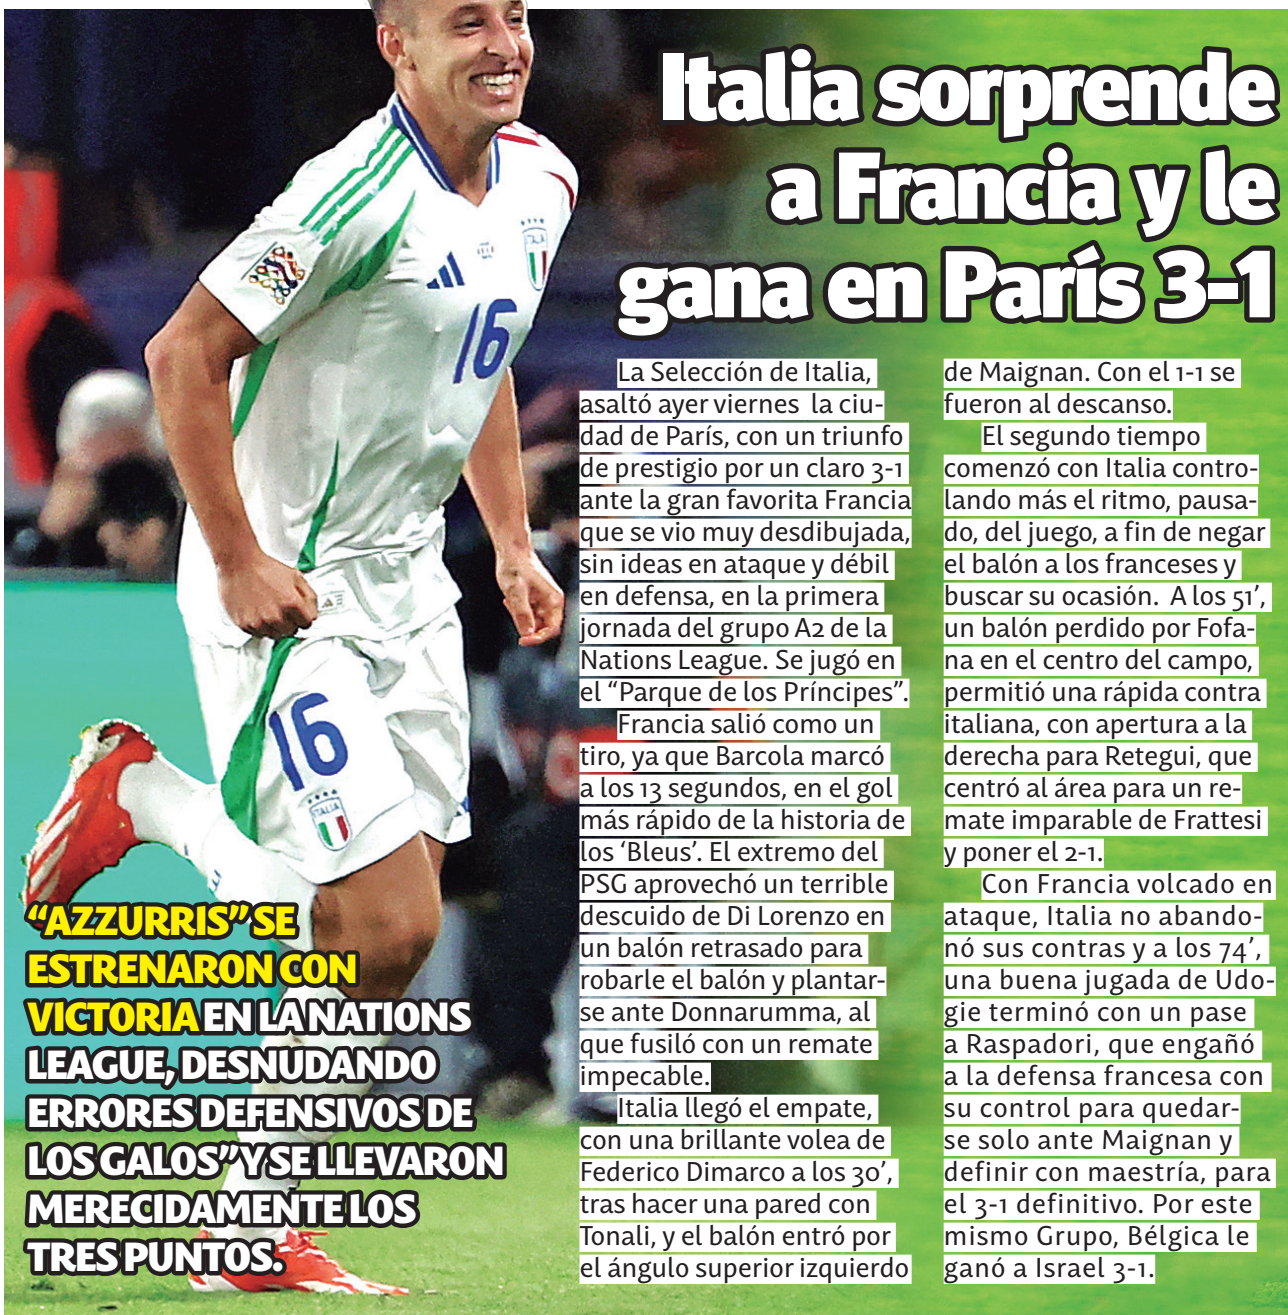 Italia sorprende
a Francia y le
gana en París 3-1
La Selección de Italia,
asaltó ayer viernes la ciu-
dad de París, con un triunfo
de prestigio por un claro 3-1
ante la gran favorita Francia
que se vio muy desdibujada,
sin ideas en ataque y débil
en defensa, en la primera
jornada del grupo A2 de la
Nations League. Se jugó en
el “Parque de los Príncipes”.
Francia salió como un
tiro, ya que Barcola marcó
a los 13 segundos, en el gol
más rápido de la historia de
los ‘Bleus’. El extremo del
PSG aprovechó un terrible
descuido de Di Lorenzo en
un balón retrasado para
robarle el balón y plantar-
se ante Donnarumma, al
que fusiló con un remate
impecable.
Italia llegó el empate,
con una brillante volea de
Federico Dimarco a los 30’,
tras hacer una pared con
Tonali, y el balón entró por
el ángulo superior izquierdo
de Maignan. Con el 1-1 se
fueron al descanso.
El segundo tiempo
comenzó con Italia contro-
lando más el ritmo, pausa-
do, del juego, a fin de negar
el balón a los franceses y
buscar su ocasión. A los 51’,
un balón perdido por Fofa-
na en el centro del campo,
permitió una rápida contra
italiana, con apertura a la
derecha para Retegui, que
centró al área para un re-
mate imparable de Frattesi
y poner el 2-1.
Con Francia volcado en
ataque, Italia no abando-
nó sus contras y a los 74’,
una buena jugada de Udo-
gie terminó con un pase
a Raspadori, que engañó
a la defensa francesa con
su control para quedar-
se solo ante Maignan y
definir con maestría, para
el 3-1 definitivo. Por este
mismo Grupo, Bélgica le
ganó a Israel 3-1.
“AZZURRIS” SE
ESTRENARON CON
VICTORIA EN LA NATIONS
LEAGUE, DESNUDANDO
ERRORES DEFENSIVOS DE
LOS GALOS” Y SE LLEVARON
MERECIDAMENTE LOS
TRES PUNTOS.
ITALIA
16
16
ITALIA